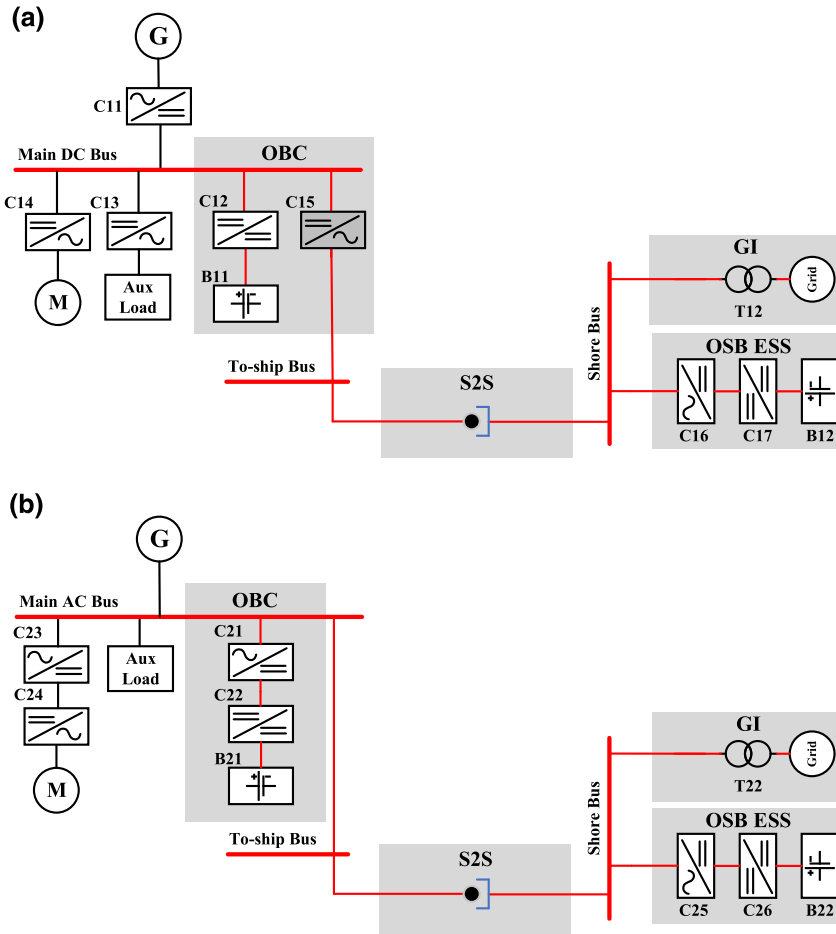 (a)
G
C11
Main DC Bus
OBC
C14
C13
C12
C15
B11
M
Aux
Load
To-ship Bus
S2S
Shore Bus
GI
Grid
T12
OSB ESS
C16
C17
B12
(b)
G
Main AC Bus
OBC
C23
C21
Aux
Load
C24
C22
B21
M
To-ship Bus
S2S
Shore Bus
GI
Grid
T22
OSB ESS
C25
C26
B22